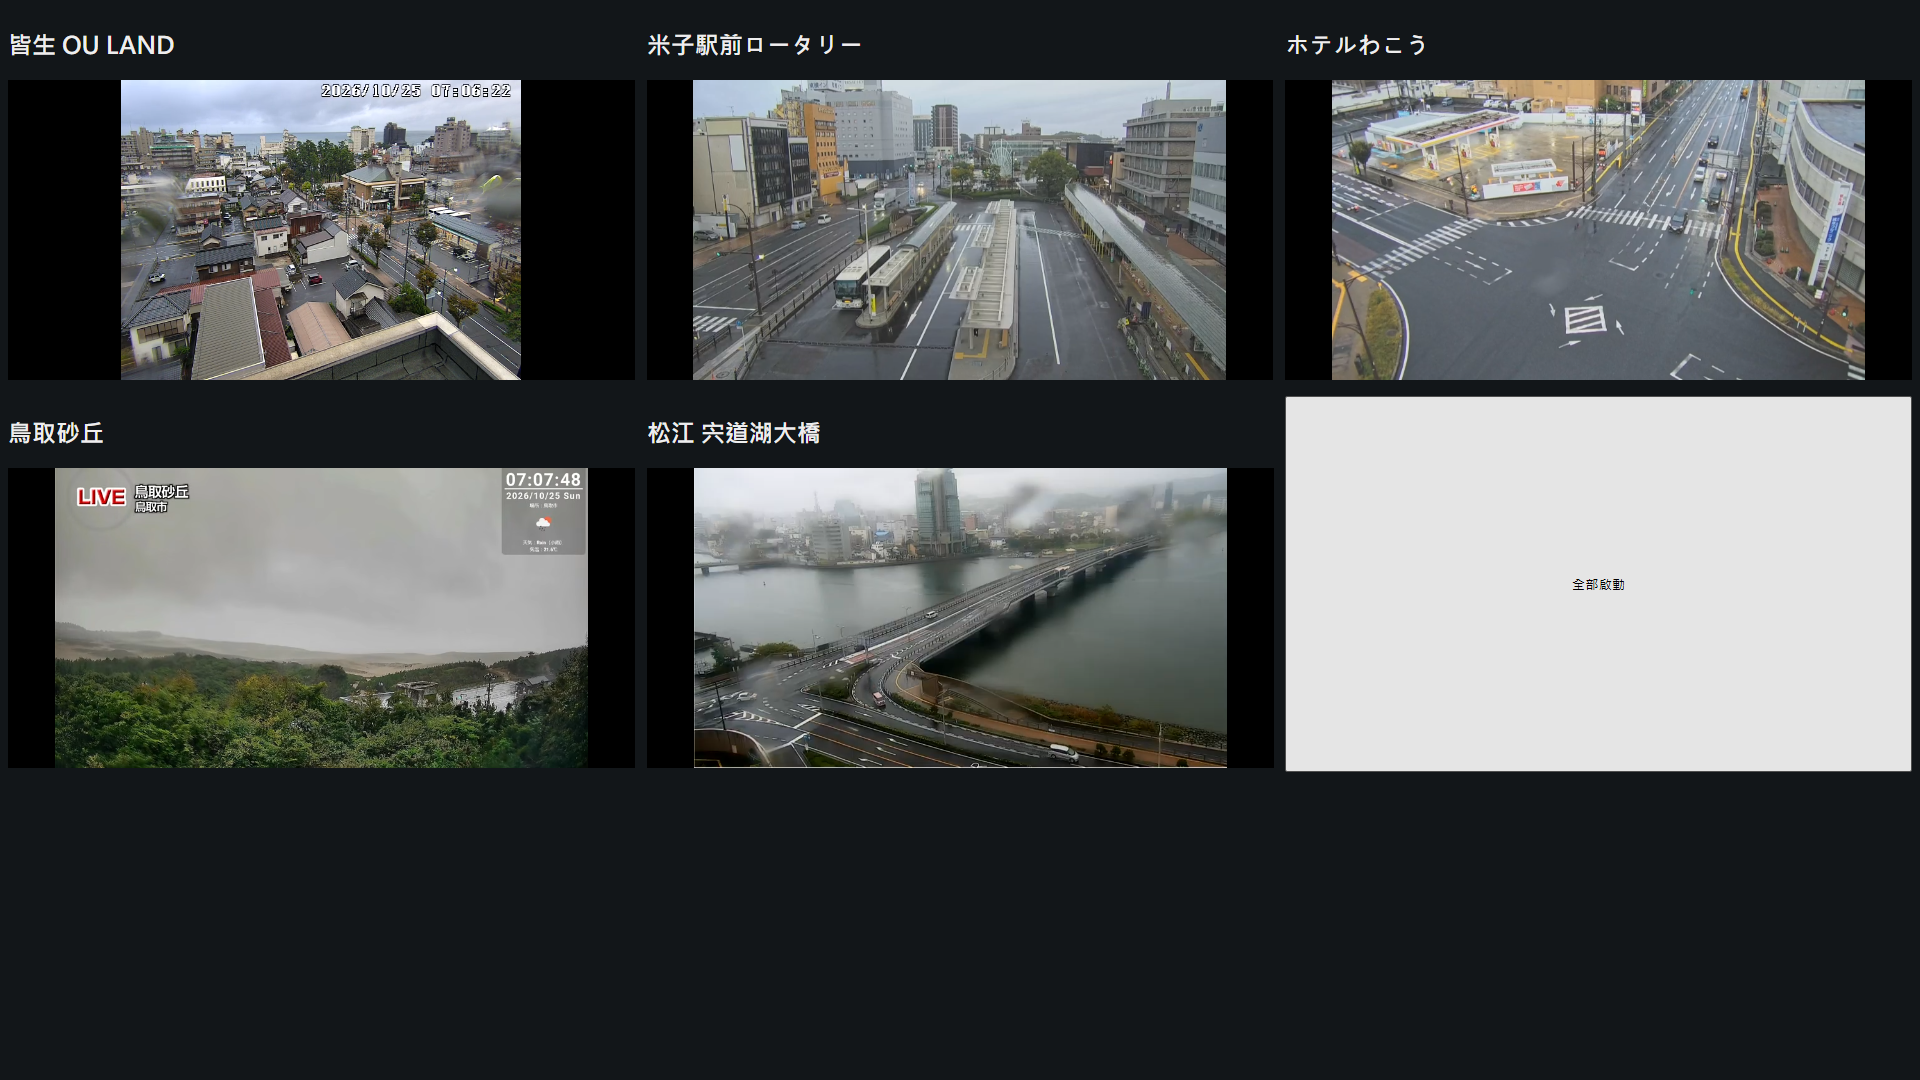 皆生 OU LAND
米子駅前ロータリー
ホテルわこう
2026/10/25 07:06:22
鳥取砂丘
松江 宍道湖大橋
LIVE 鳥取砂丘
鳥取市
07:07:48
2026/10/25 Sun
全部啟動